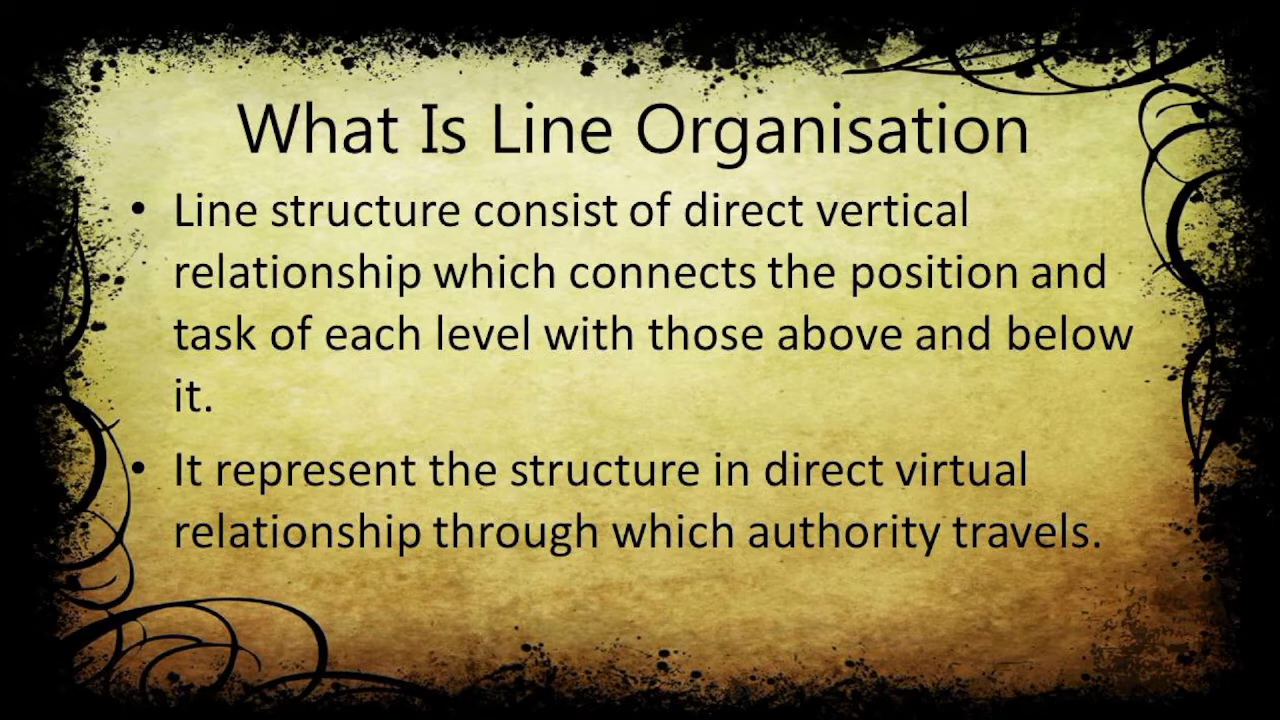 What Is Line Organisation
• Line structure consist of direct vertical
relationship which connects the position and
task of each level with those above and below
it.
• It represent the structure in direct virtual
relationship through which authority travels.